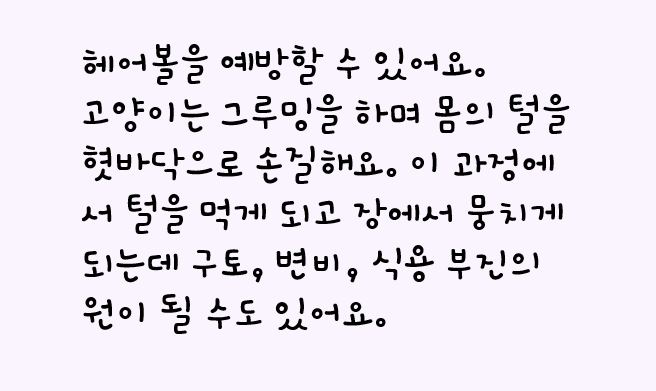 헤어볼을 예방할 수 있어요.
고양이는 그루밍을 하며 몸의 털을
혓바닥으로 손질해요. 이 과정에
서 털을 먹게 되고 장에서 뭉치게
되는데 구토, 변비, 식용 부진의
원이 될 수도 있어요.